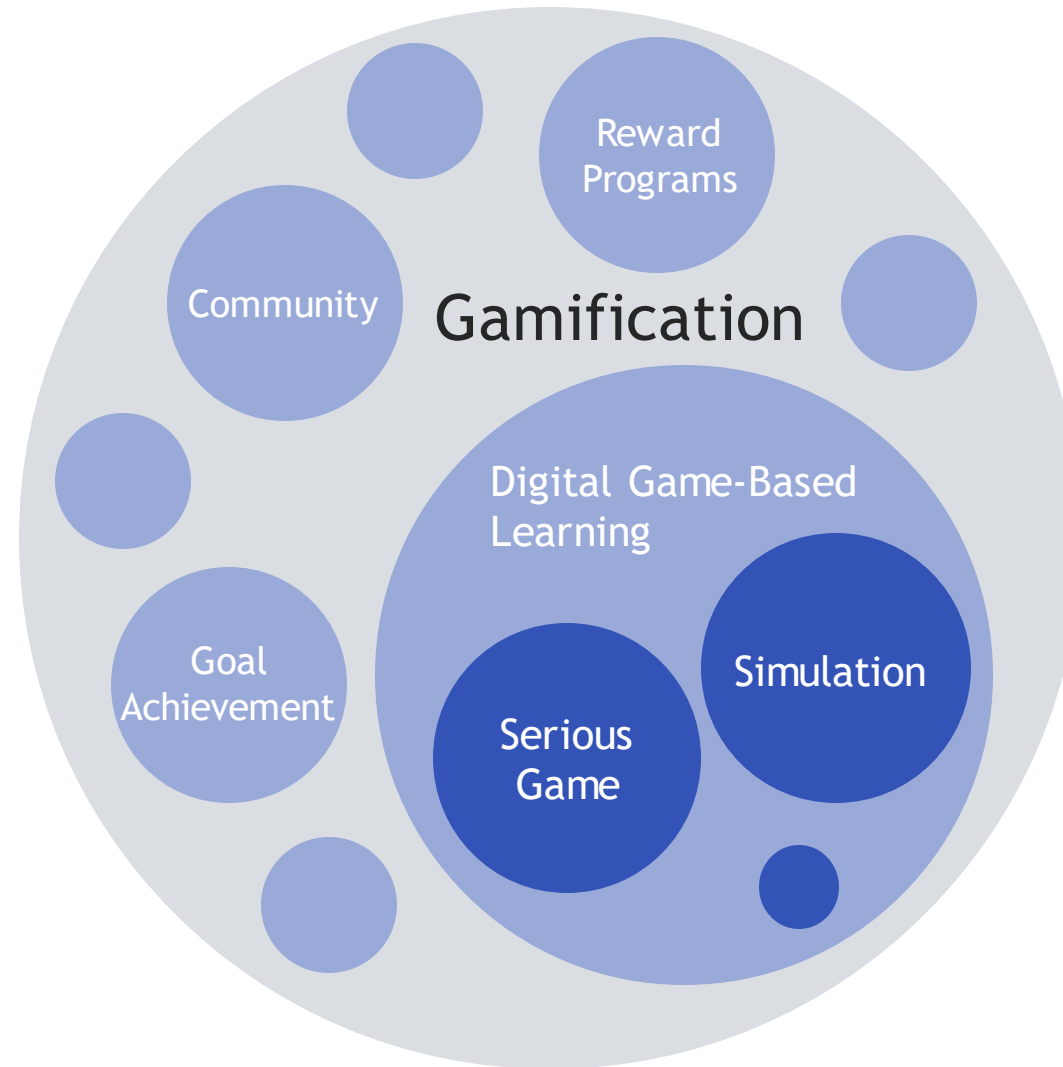 Reward
Programs
Community
Gamification
Digital Game-Based
Learning
Goal
Achievement
Simulation
Serious
Game